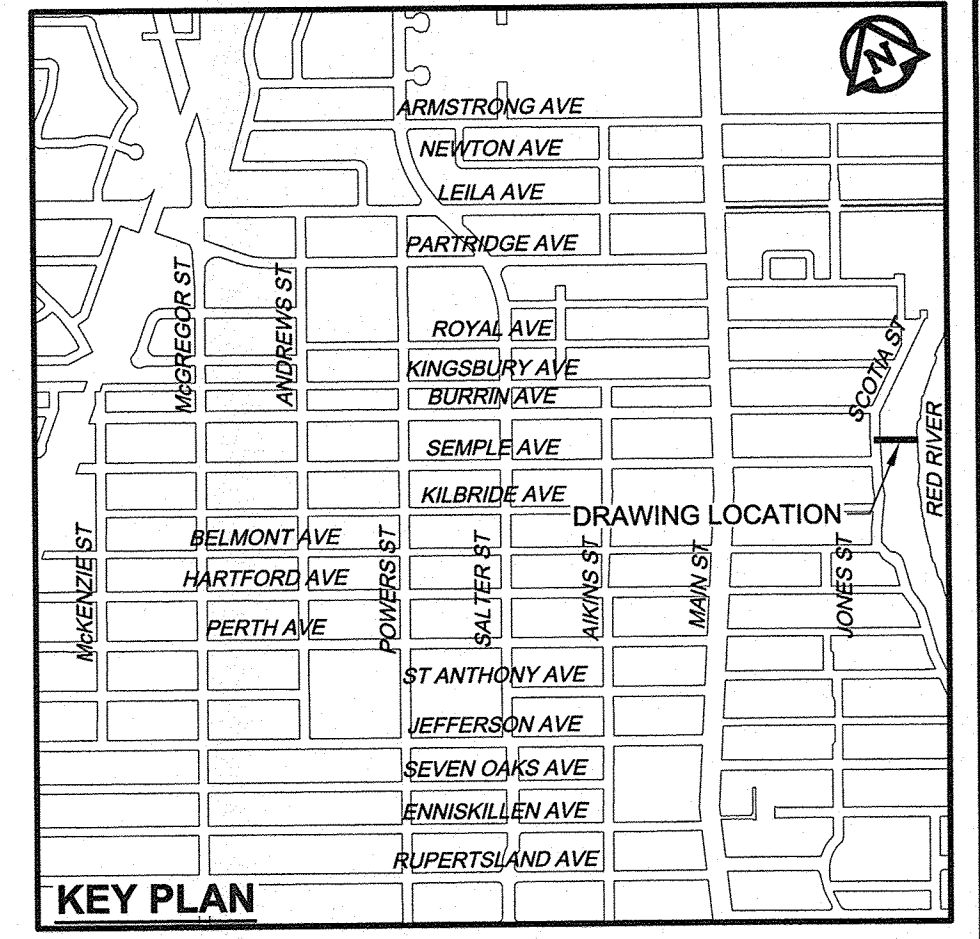 N
ARMSTRONG AVE
NEWTON AVE
LEILA AVE
PARTRIDGE AVE
McGREGOR ST
ANDREWS ST
ROYAL AVE
SCOTIA ST
KINGSBURY AVE
BURRIN AVE
RED RIVER
SEMPLE AVE
KILBRIDE AVE
DRAWING LOCATION
McKENZIE ST
BELMONT AVE
POWERS ST
SALTER ST
AIKINS ST
MAIN ST
JONES ST
HARTFORD AVE
PERTH AVE
ST ANTHONY AVE
JEFFERSON AVE
SEVEN OAKS AVE
ENNISKILLEN AVE
RUPERTSLAND AVE
KEY PLAN